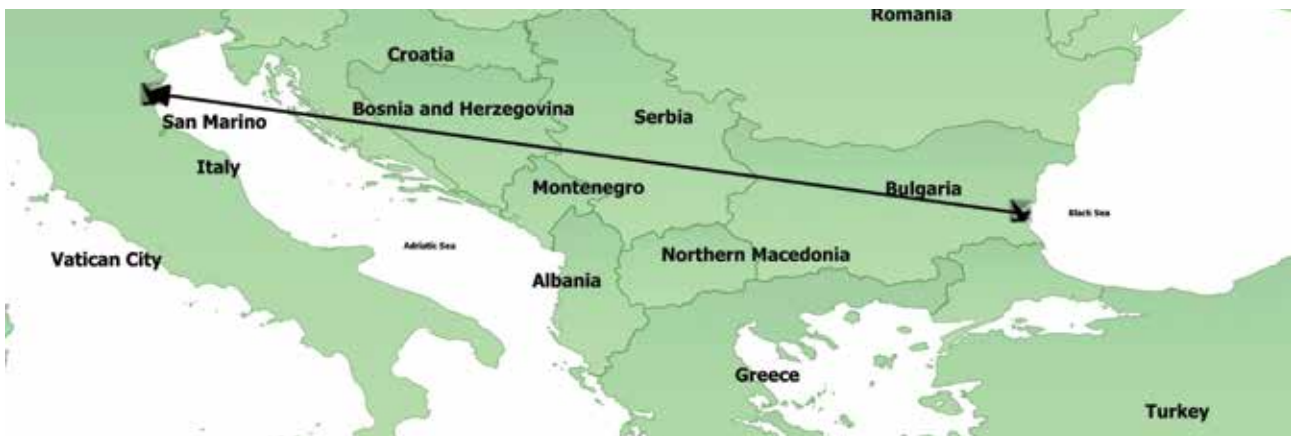 Romania
Croatia
Bosnia and Herzegovina
Serbia
San Marino
Italy
Montenegro
Bulgaria
Black Sea
Adriatic Sea
Vatican City
Northern Macedonia
Albania
Greece
Turkey